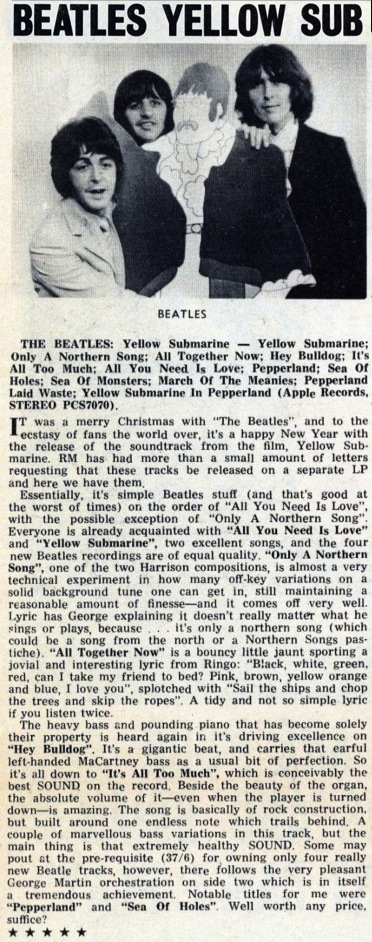 BEATLES YELLOW SUB
BEATLES
THE BEATLES: Yellow Submarine — Yellow Submarine;
Only A Northern Song; All Together Now; Hey Bulldog; It's
All Too Much; All You Need Is Love; Pepperland; Sea Of
Holes; Sea Of Monsters; March Of The Meanies; Pepperland
Laid Waste; Yellow Submarine In Pepperland (Apple Records,
STEREO PCS7070).
IT was a merry Christmas with "The Beatles", and to the
ecstasy of fans the world over, it's a happy New Year with
the release of the soundtrack from the film, Yellow Sub-
marine. RM has had more than a small amount of letters
requesting that these tracks be released on a separate LP
and here we have them.
Essentially, it's simple Beatles stuff (and that's good at
the worst of times) on the order of "All You Need Is Love",
with the possible exception of "Only A Northern Song".
Everyone is already acquainted with "All You Need Is Love"
and "Yellow Submarine", two excellent songs, and the four
new Beatles recordings are of equal quality. "Only A Northern
Song", one of the two Harrison compositions, is almost a very
technical experiment in how many off-key variations on a
solid background tune one can get in, still maintaining a
reasonable amount of finesse—and it comes off very well.
Lyric has George explaining it doesn't really matter what he
sings or plays, because . . . it's only a northern song (which
could be a song from the north or a Northern Songs pas-
tiche). "All Together Now" is a bouncy little jaunt sporting a
jovial and interesting lyric from Ringo: "Black, white, green,
red, can I take my friend to bed? Pink, brown, yellow orange
and blue, I love you", splotched with "Sail the ships and chop
the trees and skip the ropes". A tidy and not so simple lyric
if you listen twice.
The heavy bass and pounding piano that has become solely
their property is heard again in it's driving excellence on
"Hey Bulldog". It's a gigantic beat, and carries that earful
left-handed MaCartney bass as a usual bit of perfection. So
it's all down to "It's All Too Much", which is conceivably the
best SOUND on the record. Beside the beauty of the organ,
the absolute volume of it—even when the player is turned
down—is amazing. The song is basically of rock construction,
but built around one endless note which trails behind. A
couple of marvellous bass variations in this track, but the
main thing is that extremely healthy SOUND. Some may
pout at the pre-requisite (37/6) for owning only four really
new Beatle tracks, however, there follows the very pleasant
George Martin orchestration on side two which is in itself
a tremendous achievement. Notable titles for me were
"Pepperland" and "Sea Of Holes". Well worth any price,
suffice?
★ ★ ★ ★ ★